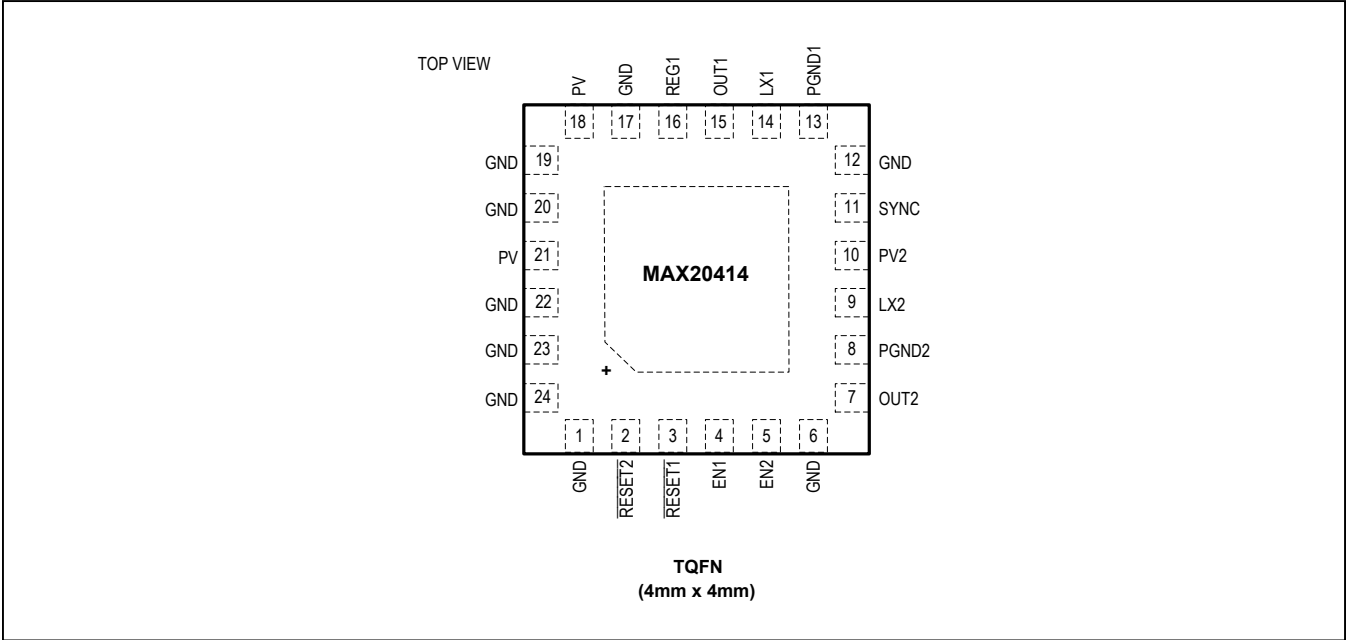 TOP VIEW
PV GND REG1 OUT1 LX1 PGND1
18 17 16 15 14 13
GND 19 12 GND
GND 20 11 SYNC
PV 21 10 PV2
MAX20414
GND 22 9 LX2
GND 23 8 PGND2
+
GND 24 7 OUT2
1 2 3 4 5 6
GND RESET2 RESET1 EN1 EN2 GND
TQFN
(4mm x 4mm)